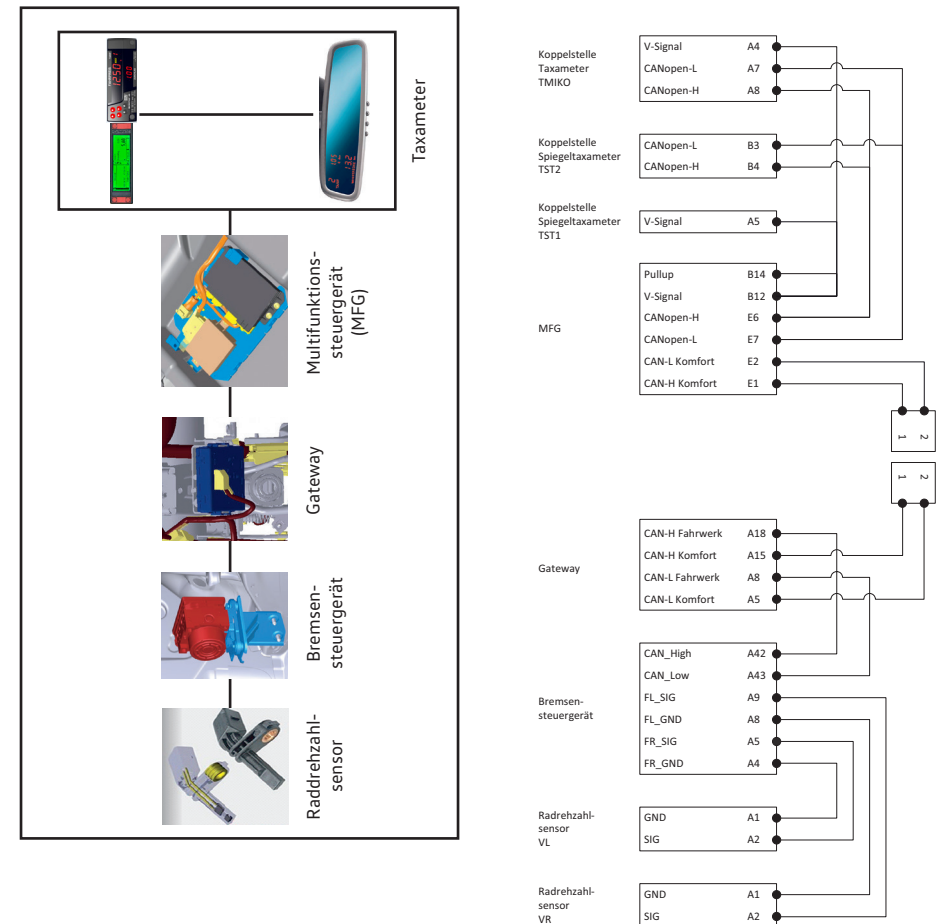 Taxameter
Multifunktions-
steuergerät
(MFG)
Gateway
Bremsen-
steuergerät
Raddrehzahl-
sensor
Koppelstelle
Taxameter
TMIKO
V-Signal A4
CANopen-L A7
CANopen-H A8
Koppelstelle
Spiegeltaxameter
TST2
CANopen-L B3
CANopen-H B4
Koppelstelle
Spiegeltaxameter
TST1
V-Signal A5
MFG
Pullup B14
V-Signal B12
CANopen-H E6
CANopen-L E7
CAN-L Komfort E2
CAN-H Komfort E1
1 2
1 2
Gateway
CAN-H Fahrwerk A18
CAN-H Komfort A15
CAN-L Fahrwerk A8
CAN-L Komfort A5
Bremsen-
steuergerät
CAN_High A42
CAN_Low A43
FL_SIG A9
FL_GND A8
FR_SIG A5
FR_GND A4
Radrehzahl-
sensor
VL
GND A1
SIG A2
Radrehzahl-
sensor
VR
GND A1
SIG A2